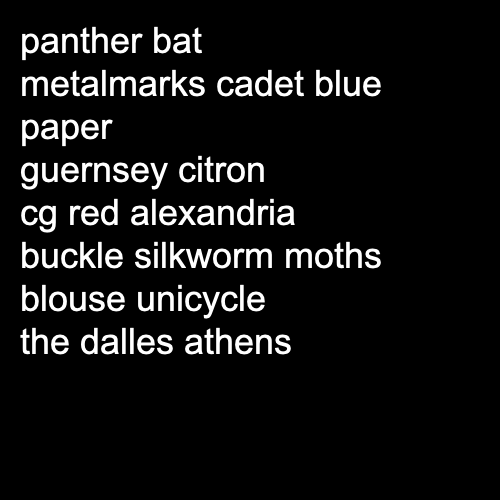 panther bat
metalmarks cadet blue
paper
guernsey citron
cg red alexandria
buckle silkworm moths
blouse unicycle
the dalles athens